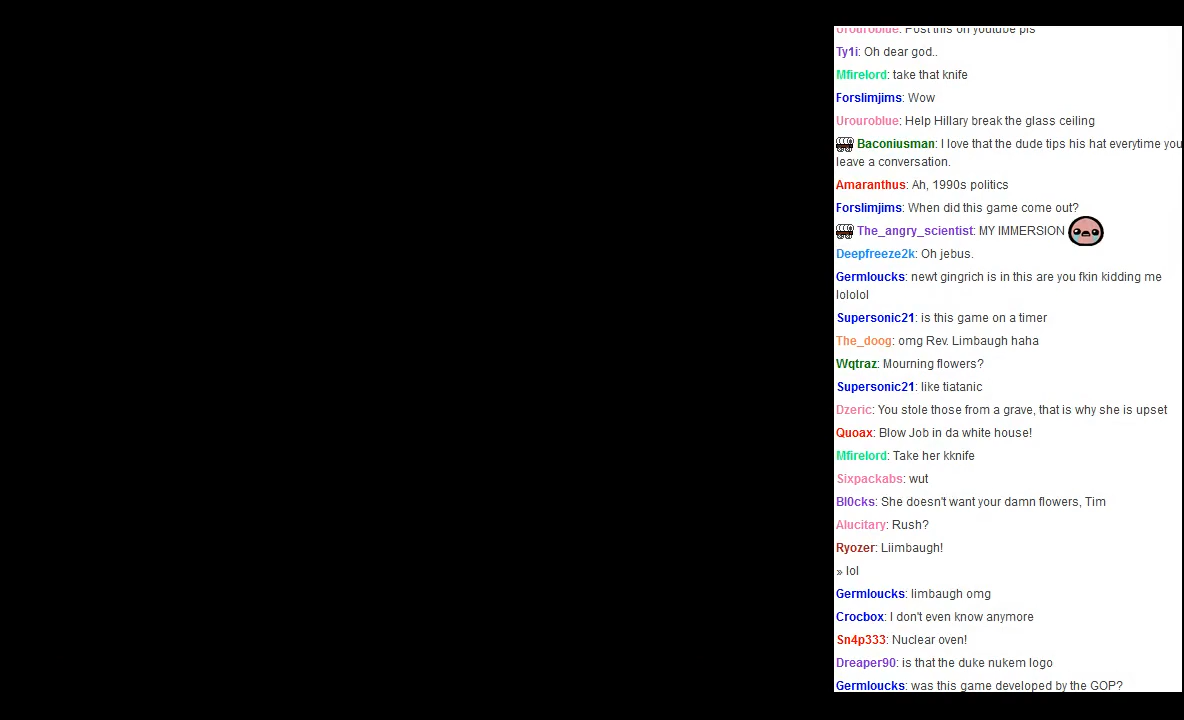 Urouroblue: Post this on youtube pls
Ty1i: Oh dear god..
Mfirelord: take that knife
Forslimjims: Wow
Urouroblue: Help Hillary break the glass ceiling
Baconiusman: I love that the dude tips his hat everytime you
leave a conversation.
Amaranthus: Ah, 1990s politics
Forslimjims: When did this game come out?
The_angry_scientist: MY IMMERSION
Deepfreeze2k: Oh jebus.
Germloucks: newt gingrich is in this are you fkin kidding me
lololol
Supersonic21: is this game on a timer
The_doog: omg Rev. Limbaugh haha
Wqtraz: Mourning flowers?
Supersonic21: like tiatanic
Dzeric: You stole those from a grave, that is why she is upset
Quoax: Blow Job in da white house!
Mfirelord: Take her kknife
Sixpackabs: wut
Bl0cks: She doesn't want your damn flowers, Tim
Alucitary: Rush?
Ryozer: Liimbaugh!
» lol
Germloucks: limbaugh omg
Crocbox: I don't even know anymore
Sn4p333: Nuclear oven!
Dreaper90: is that the duke nukem logo
Germloucks: was this game developed by the GOP?